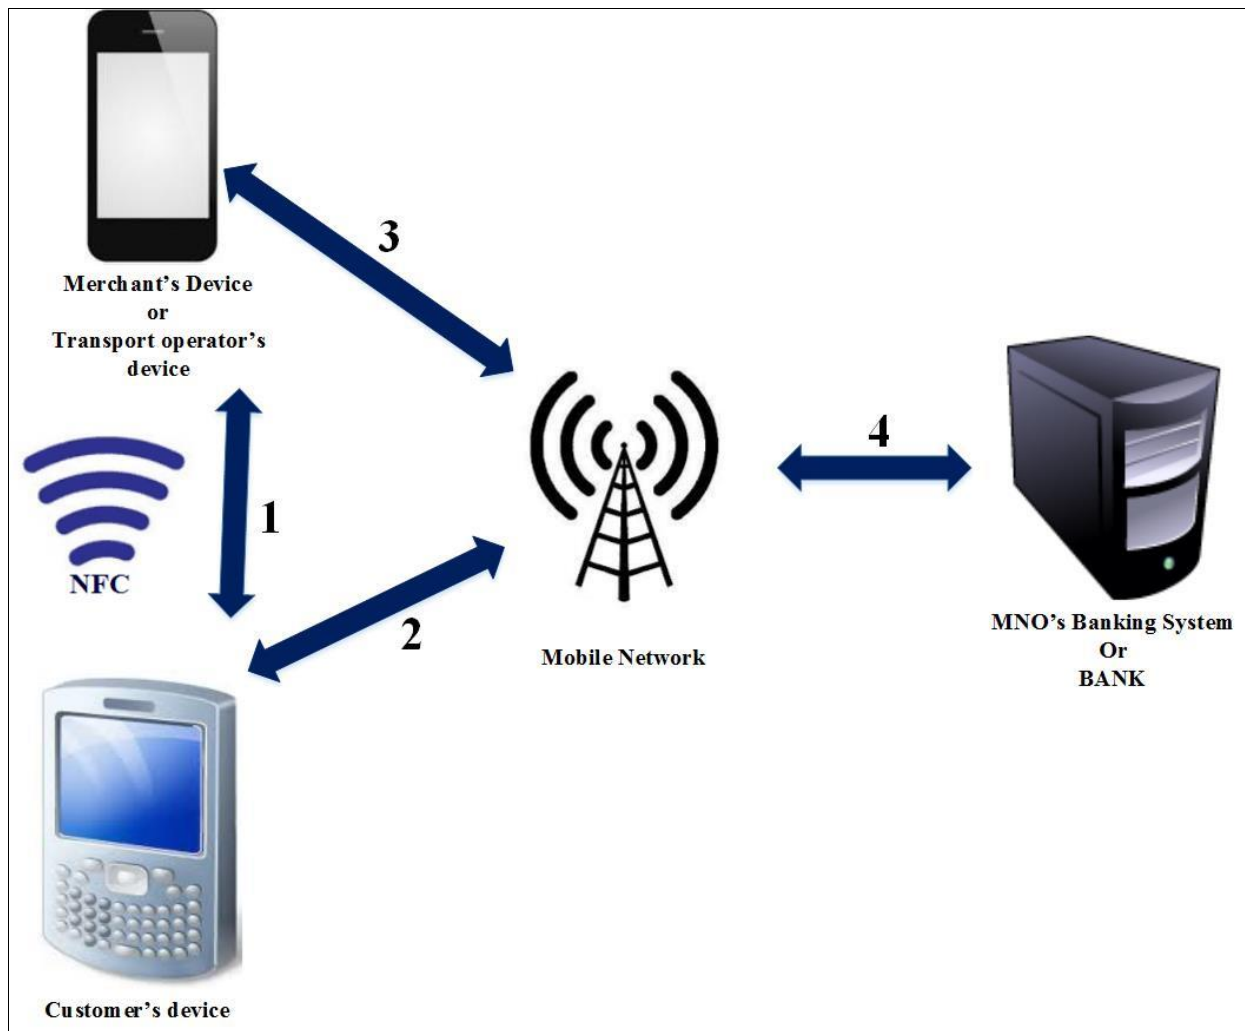 3
Merchant's Device
or
Transport operator's
device
4
1
NFC
2
MNO's Banking System
Or
BANK
Mobile Network
Customer's device